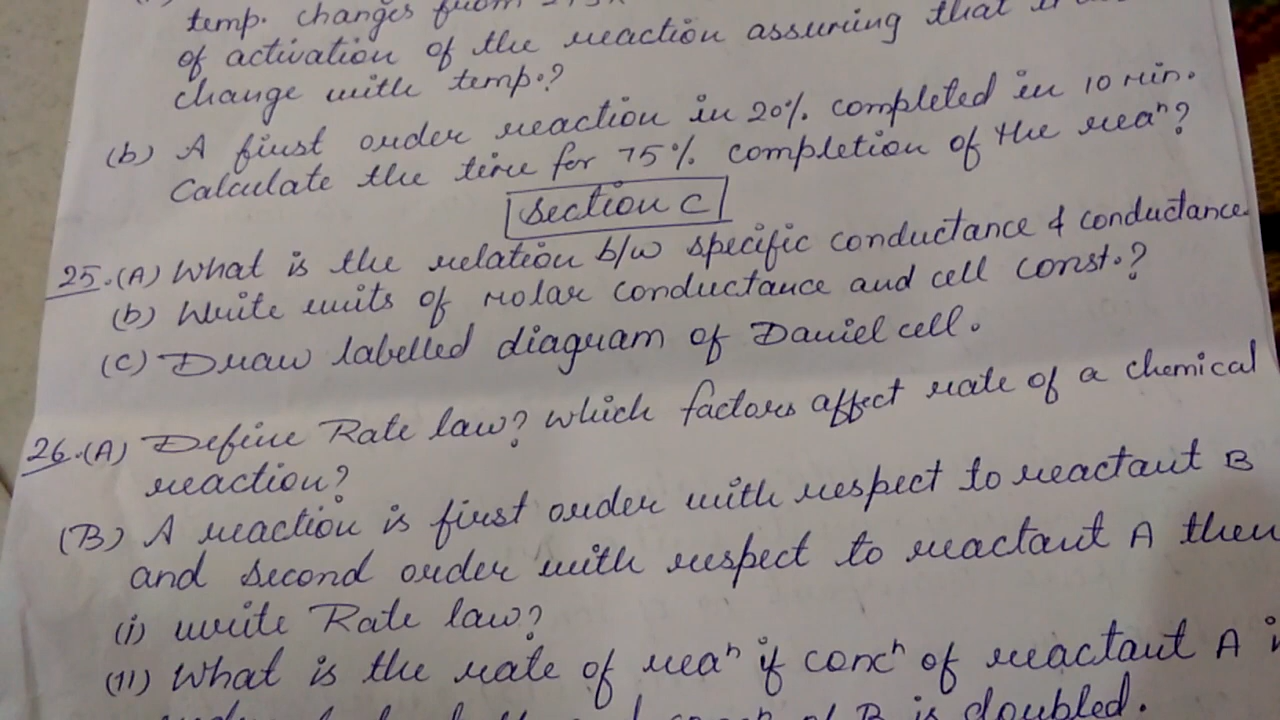 temp. changes from
of activation of the reaction assuming that
change with temp.?
(b) A first order reaction in 20% completed in 10 min.
Calculate the time for 75% completion of the reaⁿ?
Section C
25.(A) What is the relation b/w specific conductance & conductance
(b) Write units of molar conductance and cell const.?
(C) Draw labelled diagram of Daniel cell.
26.(A) Define Rate law? which factors affect rate of a chemical
reaction?
(B) A reaction is first order with respect to reactant B
and second order with respect to reactant A then
(i) write Rate law?
(II) What is the rate of reaⁿ if concⁿ of reactant A
of B is doubled.